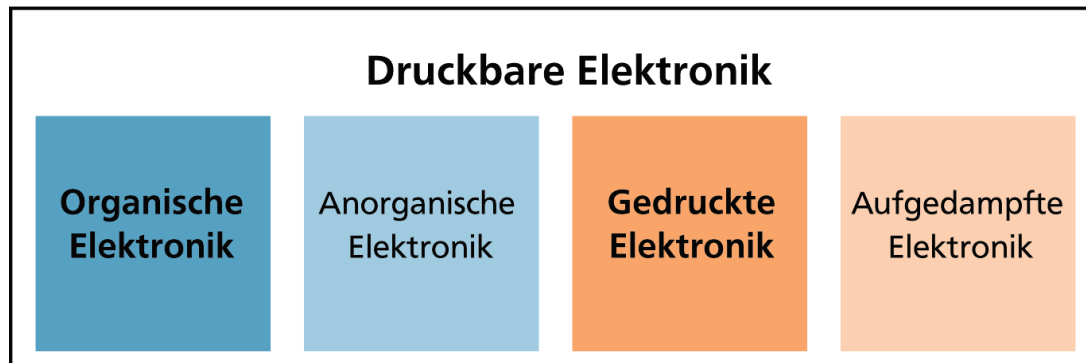 Druckbare Elektronik
Organische
Elektronik
Anorganische
Elektronik
Gedruckte
Elektronik
Aufgedampfte
Elektronik